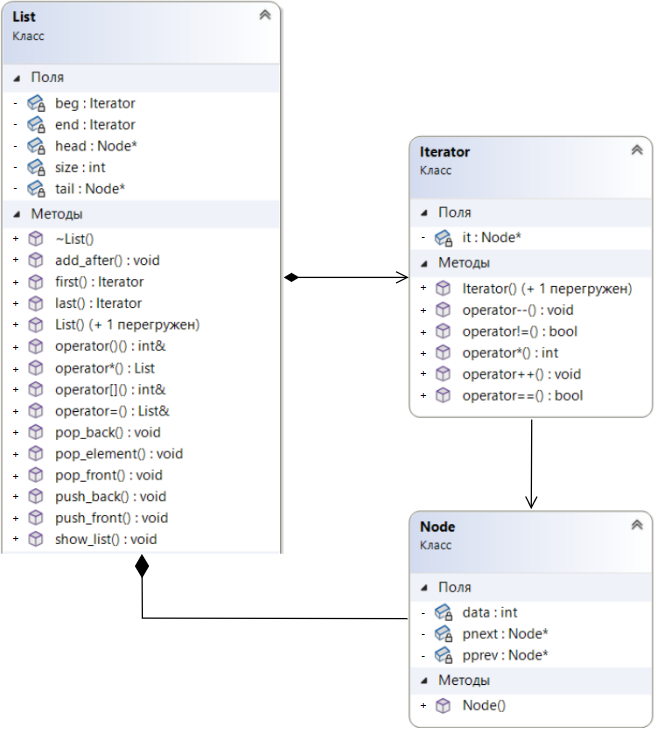 List
Класс
Поля
- beg : Iterator
- end : Iterator
- head : Node*
- size : int
- tail : Node*
Методы
+ ~List()
+ add_after() : void
+ first() : Iterator
+ last() : Iterator
+ List() (+ 1 перегружен)
+ operator()() : int&
+ operator*() : List
+ operator[]() : int&
+ operator=() : List&
+ pop_back() : void
+ pop_element() : void
+ pop_front() : void
+ push_back() : void
+ push_front() : void
+ show_list() : void
Iterator
Класс
Поля
- it : Node*
Методы
+ Iterator() (+ 1 перегружен)
+ operator--() : void
+ operator!=() : bool
+ operator*() : int
+ operator++() : void
+ operator==() : bool
Node
Класс
Поля
- data : int
- pnext : Node*
- pprev : Node*
Методы
+ Node()